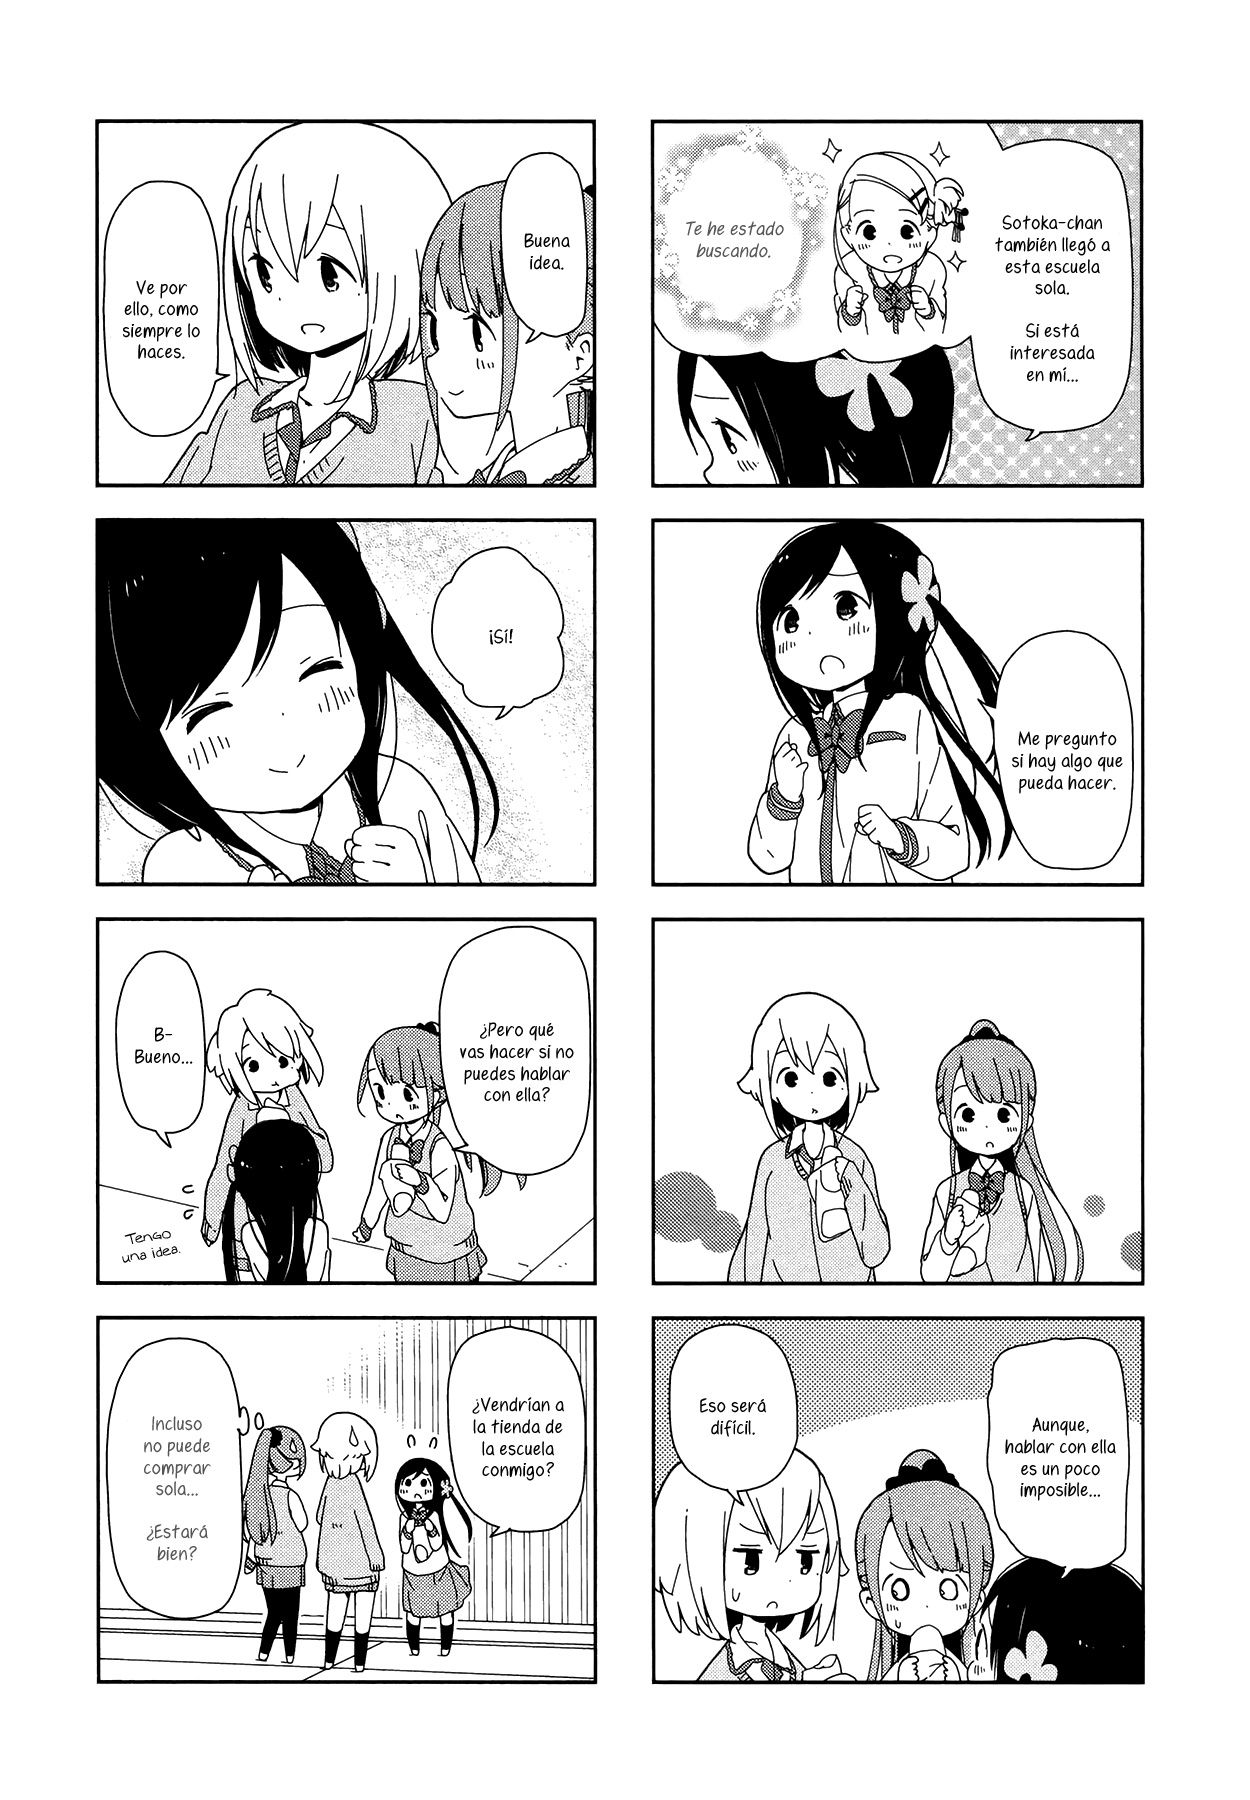 Sotoka-chan
también llegó a
esta escuela
sola.
Si está
interesada
en mí...
Te he estado
buscando.
Me pregunto
si hay algo que
pueda hacer.
Aunque,
hablar con ella
es un poco
imposible...
Eso será
difícil.
Buena
idea.
Ve por
ello, como
siempre lo
haces.
¡Sí!
¿Pero qué
vas hacer si no
puedes hablar
con ella?
B-
Bueno...
Tengo
una idea.
¿Vendrían a
la tienda de
la escuela
conmigo?
Incluso
no puede
comprar
sola...
¿Estará
bien?